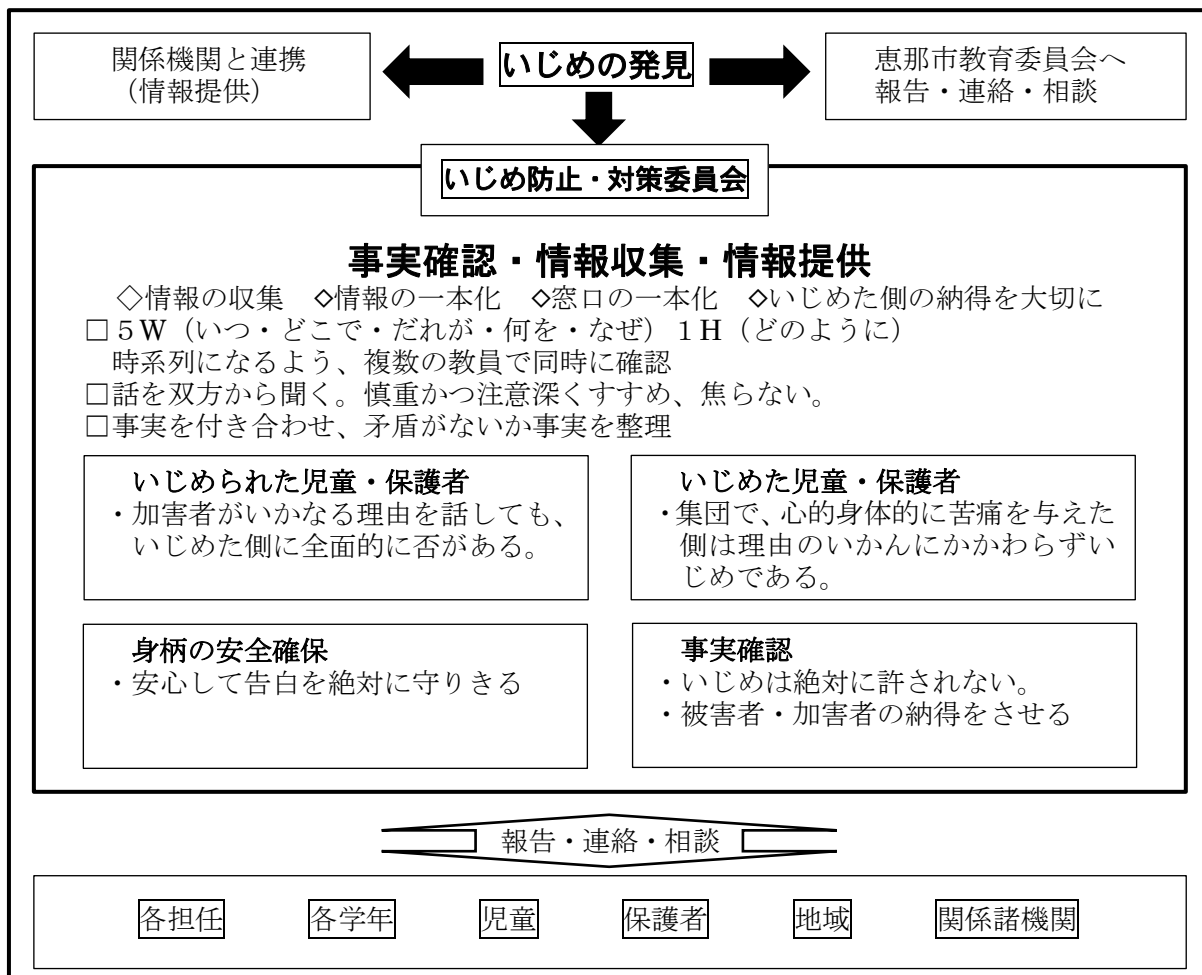 関係機関と連携
（情報提供）
いじめの発見
恵那市教育委員会へ
報告・連絡・相談
いじめ防止・対策委員会
事実確認・情報収集・情報提供
◇情報の収集　◇情報の一本化　◇窓口の一本化　◇いじめた側の納得を大切に
□５Ｗ（いつ・どこで・だれが・何を・なぜ）１Ｈ（どのように）
時系列になるよう、複数の教員で同時に確認
□話を双方から聞く。慎重かつ注意深くすすめ、焦らない。
□事実を付き合わせ、矛盾がないか事実を整理
いじめられた児童・保護者
・加害者がいかなる理由を話しても、
いじめた側に全面的に否がある。
いじめた児童・保護者
・集団で、心的身体的に苦痛を与えた
側は理由のいかんにかかわらずい
じめである。
身柄の安全確保
・安心して告白を絶対に守りきる
事実確認
・いじめは絶対に許されない。
・被害者・加害者の納得をさせる
報告・連絡・相談
各担任　各学年　児童　保護者　地域　関係諸機関